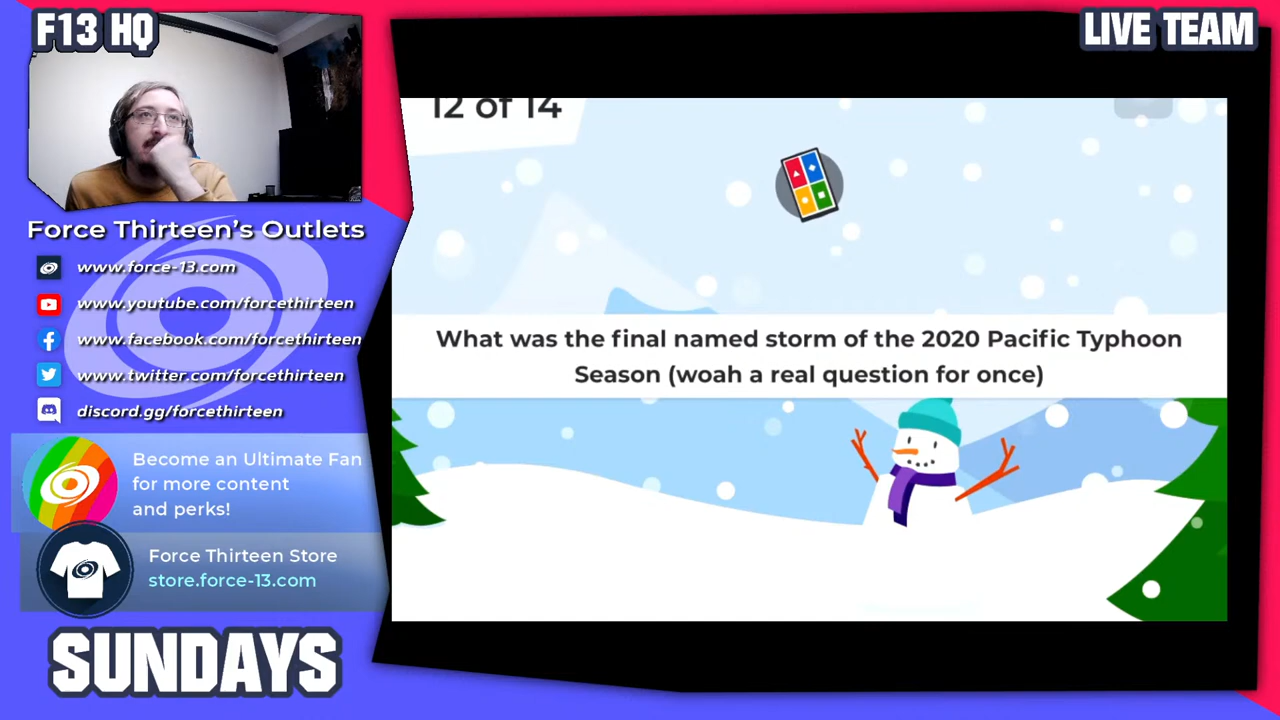 F13 HQ
LIVE TEAM
12 of 14
Force Thirteen's Outlets
www.force-13.com
www.youtube.com/forcethirteen
www.facebook.com/forcethirteen
www.twitter.com/forcethirteen
discord.gg/forcethirteen
What was the final named storm of the 2020 Pacific Typhoon
Season (woah a real question for once)
Become an Ultimate Fan
for more content
and perks!
Force Thirteen Store
store.force-13.com
SUNDAYS